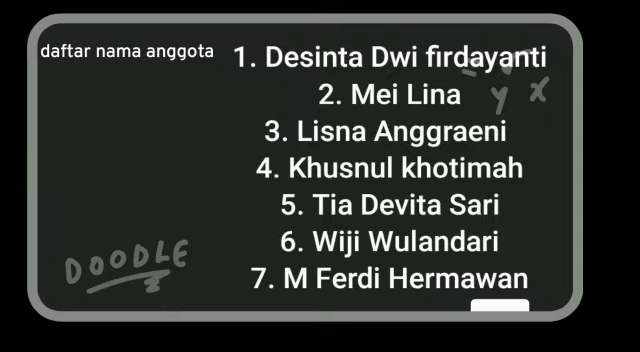 daftar nama anggota
1. Desinta Dwi firdayanti
2. Mei Lina
3. Lisna Anggraeni
4. Khusnul khotimah
5. Tia Devita Sari
6. Wiji Wulandari
7. M Ferdi Hermawan
y x
DOODLE